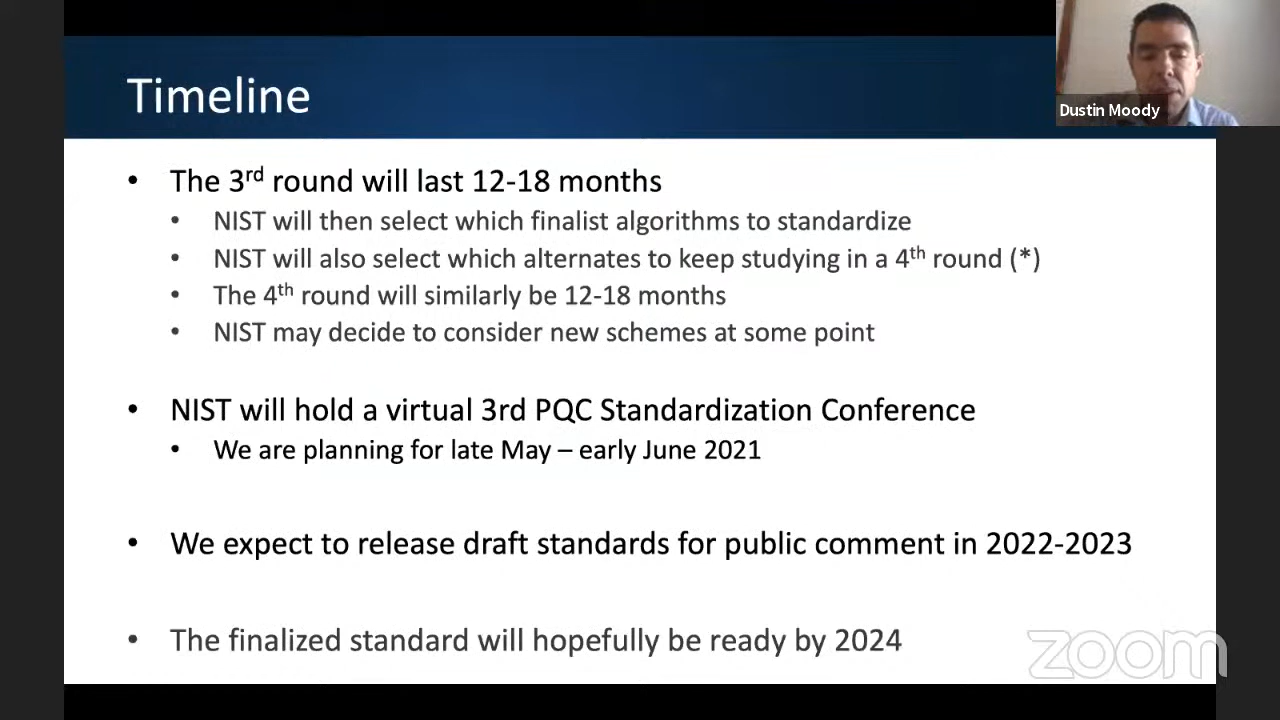 Timeline
Dustin Moody
• The 3rd round will last 12-18 months
• NIST will then select which finalist algorithms to standardize
• NIST will also select which alternates to keep studying in a 4th round (*)
• The 4th round will similarly be 12-18 months
• NIST may decide to consider new schemes at some point
• NIST will hold a virtual 3rd PQC Standardization Conference
• We are planning for late May – early June 2021
• We expect to release draft standards for public comment in 2022-2023
• The finalized standard will hopefully be ready by 2024
zoom